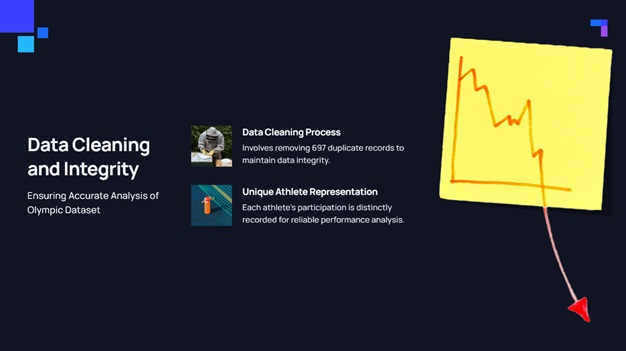 Data Cleaning
and Integrity
Ensuring Accurate Analysis of
Olympic Dataset
Data Cleaning Process
Involves removing 697 duplicate records to
maintain data integrity.
Unique Athlete Representation
Each athlete's participation is distinctly
recorded for reliable performance analysis.